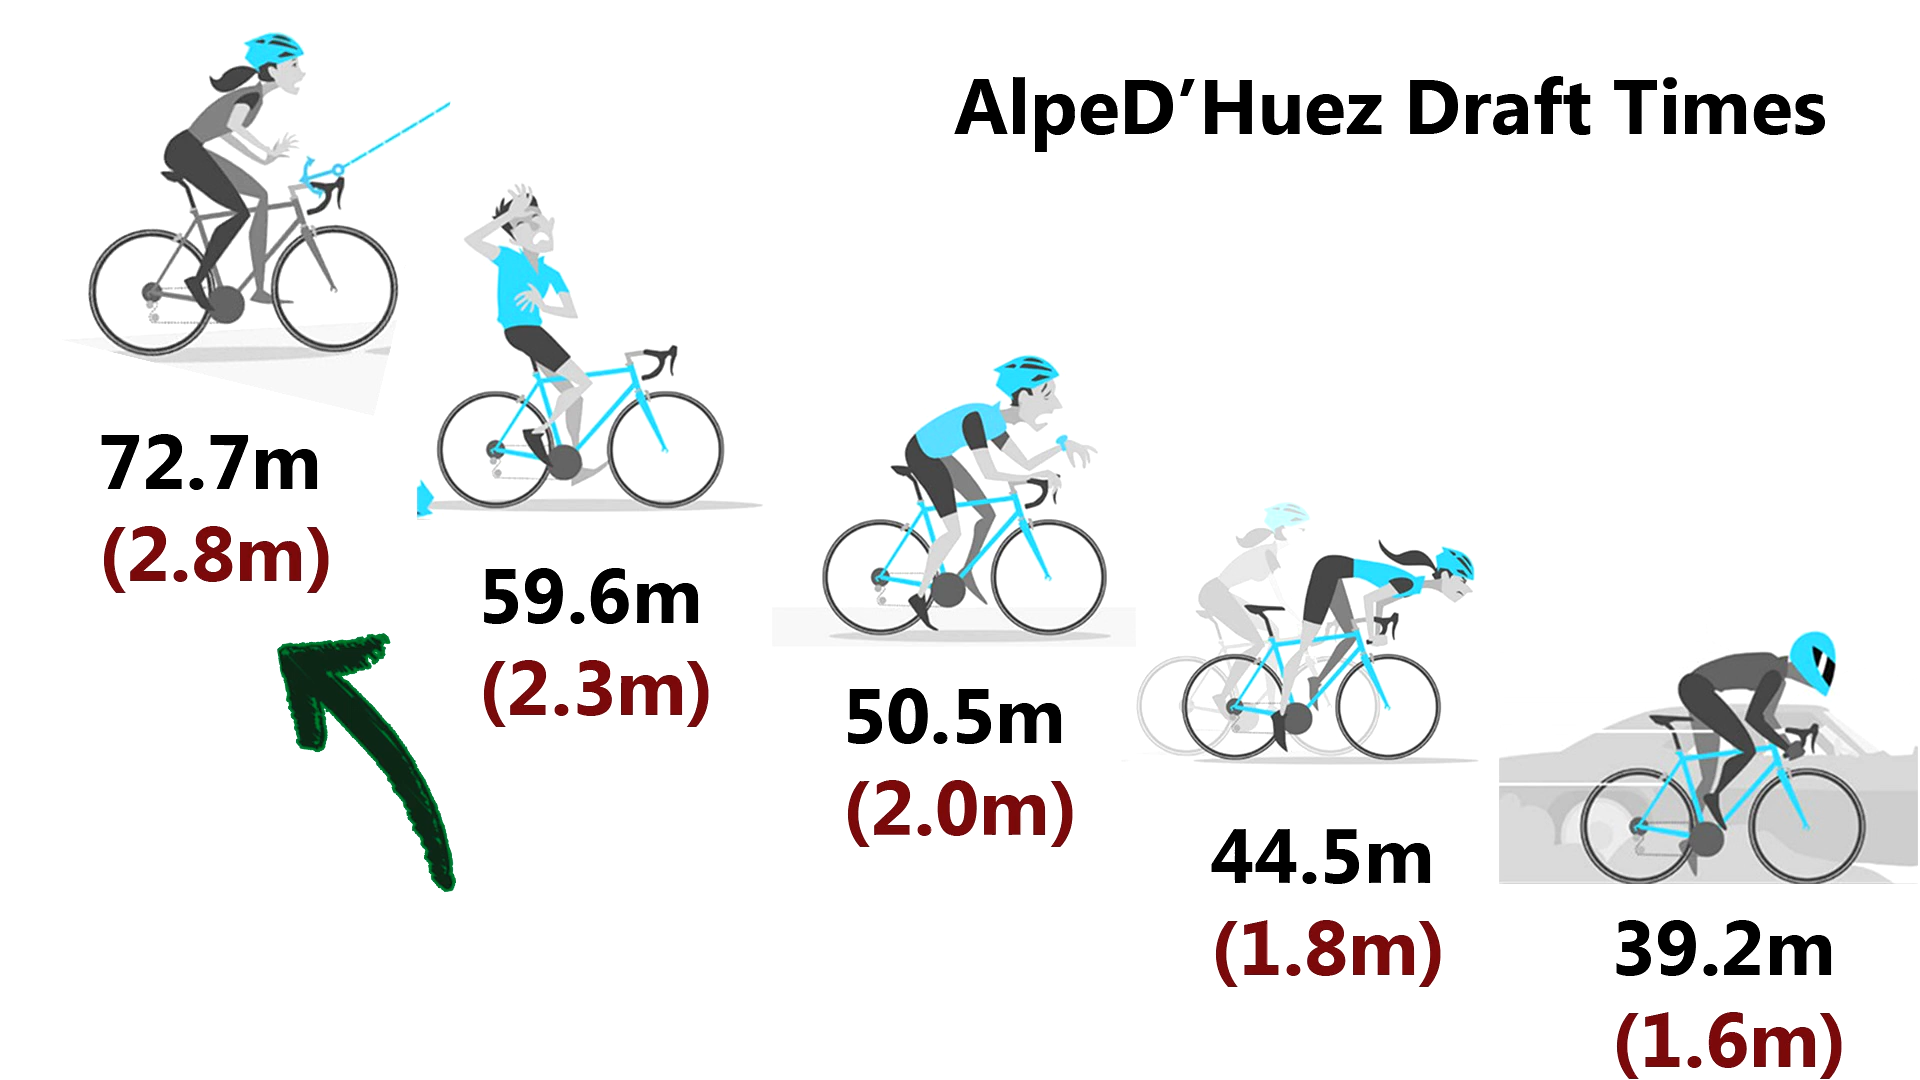 AlpeD’Huez Draft Times
72.7m
(2.8m)
59.6m
(2.3m)
50.5m
(2.0m)
44.5m
(1.8m)
39.2m
(1.6m)